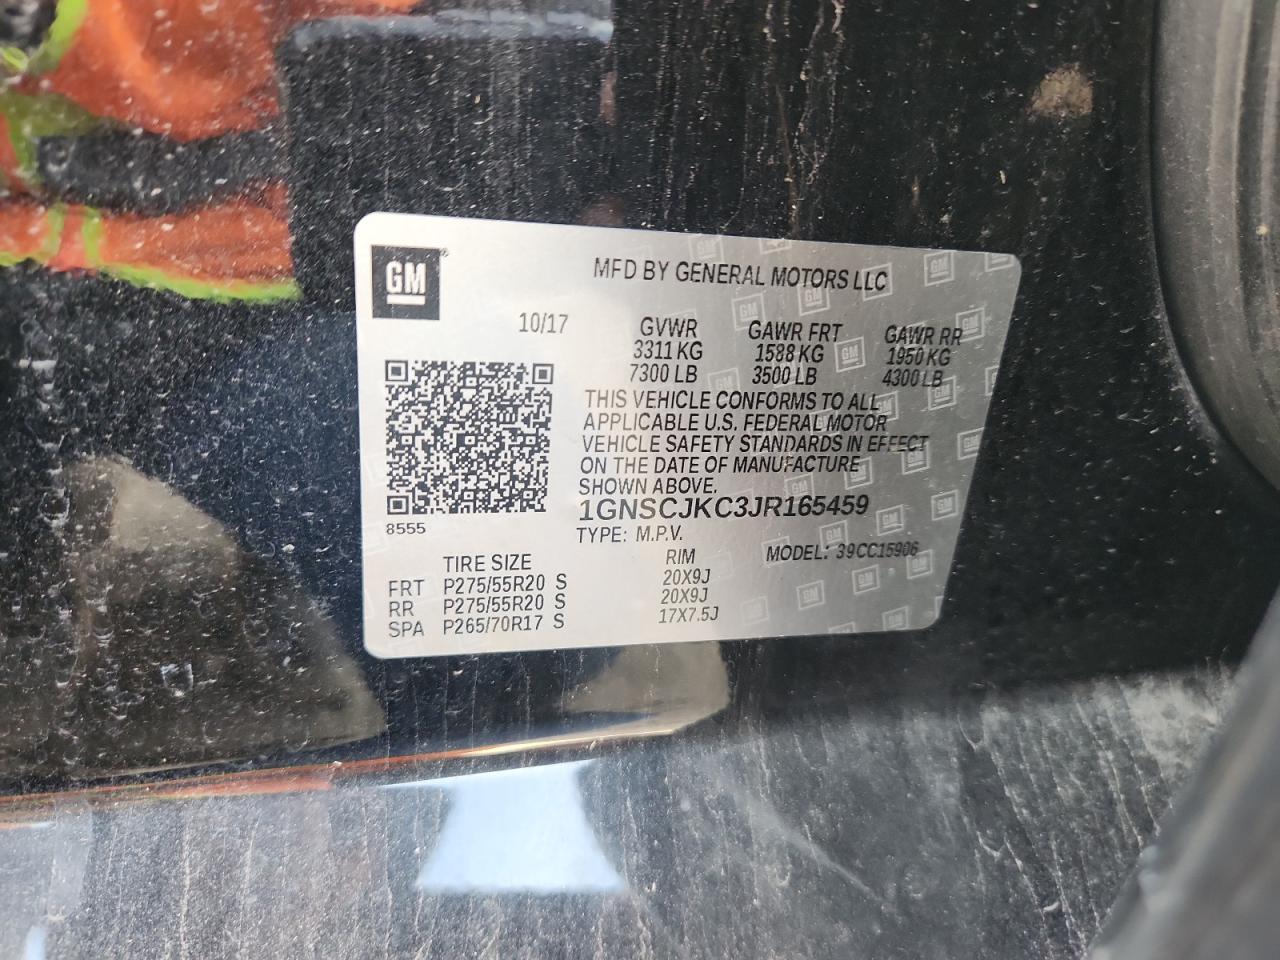 GM
MFD BY GENERAL MOTORS LLC
10/17
GVWR GAWR FRT GAWR RR
3311 KG 1588 KG 1950 KG
7300 LB 3500 LB 4300 LB
THIS VEHICLE CONFORMS TO ALL
APPLICABLE U.S. FEDERAL MOTOR
VEHICLE SAFETY STANDARDS IN EFFECT
ON THE DATE OF MANUFACTURE
SHOWN ABOVE.
1GNSCJKC3JR165459
8555
TYPE: M.P.V. MODEL: 39CC15906
TIRE SIZE RIM
FRT P275/55R20 S 20X9J
RR P275/55R20 S 20X9J
SPA P265/70R17 S 17X7.5J